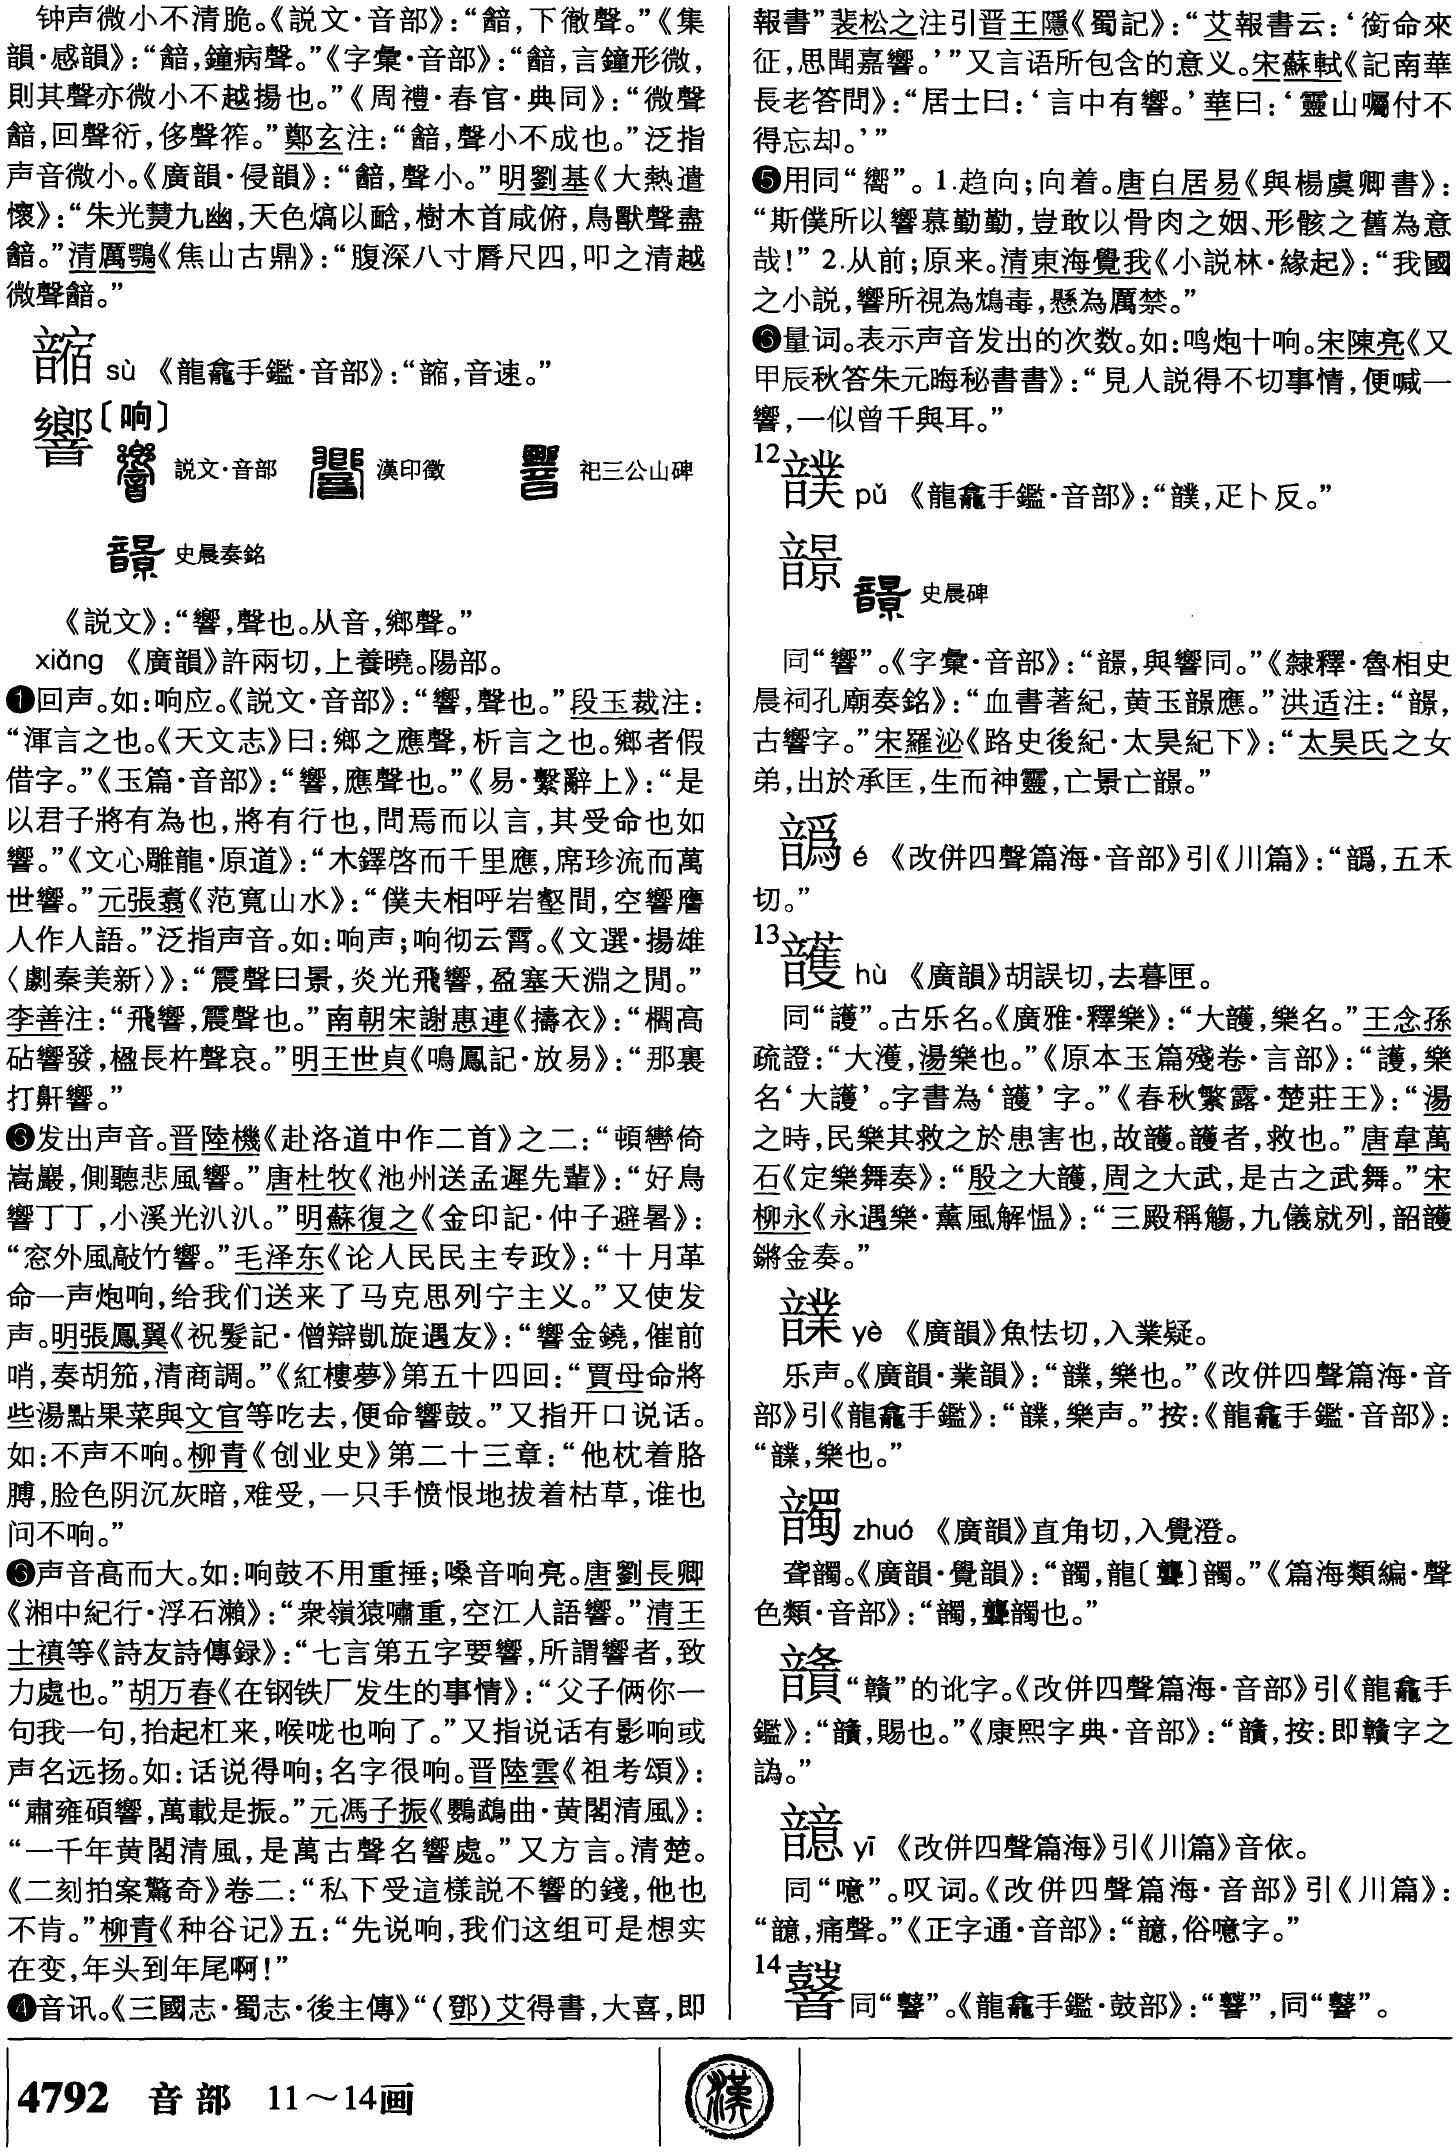 钟声微小不清脆。《説文·音部》：“韽，下徹聲。”《集
韻·感韻》：“韽，鐘病聲。”《字彙·音部》：“韽，言鐘形微，
則其聲亦微小不越揚也。”《周禮·春官·典同》：“微聲
韽，回聲衍，侈聲筰。”鄭玄注：“韽，聲小不成也。”泛指
声音微小。《廣韻·侵韻》：“韽，聲小。”明劉基《大熱遣
懷》：“朱光爇九幽，天色熇以，樹木首咸俯，鳥獸聲盡
韽。”清厲鶚《焦山古鼎》：“腹深八寸脣尺四，叩之清越
微聲韽。”
sù 《龍龕手鑑·音部》：“，音速。”
響〔响〕
説文·音部 漢印徵 祀三公山碑
史晨奏銘
《説文》：“響，聲也。从音，鄉聲。”
xiǎng 《廣韻》許兩切，上養曉。陽部。
❶回声。如：响应。《説文·音部》：“響，聲也。”段玉裁注：
“渾言之也。《天文志》曰：鄉之應聲，析言之也。鄉者假
借字。”《玉篇·音部》：“響，應聲也。”《易·繫辭上》：“是
以君子將有為也，將有行也，問焉而以言，其受命也如
響。”《文心雕龍·原道》：“木鐸啓而千里應，席珍流而萬
世響。”元張翥《范寬山水》：“僕夫相呼岩壑間，空響譍
人作人語。”泛指声音。如：响声；响彻云霄。《文選·揚雄
〈劇秦美新〉》：“震聲日景，炎光飛響，盈塞天淵之閒。”
李善注：“飛響，震聲也。”南朝宋謝惠連《擣衣》：“櫩高
砧響發，楹長杵聲哀。”明王世貞《鳴鳳記·放易》：“那裏
打鼾響。”
❷发出声音。晋陸機《赴洛道中作二首》之二：“頓轡倚
嵩巖，側聽悲風響。”唐杜牧《池州送孟遲先輩》：“好鳥
響丁丁，小溪光汃汃。”明蘇復之《金印記·仲子避暑》：
“窓外風敲竹響。”毛泽东《论人民民主专政》：“十月革
命一声炮响，给我们送来了马克思列宁主义。”又使发
声。明張鳳翼《祝髮記·僧辯凱旋遇友》：“響金鐃，催前
哨，奏胡笳，清商調。”《紅樓夢》第五十四回：“賈母命將
些湯點果菜與文官等吃去，便命響鼓。”又指开口说话。
如：不声不响。柳青《创业史》第二十三章：“他枕着胳
膊，脸色阴沉灰暗，难受，一只手愤恨地拔着枯草，谁也
问不响。”
❸声音高而大。如：响鼓不用重捶；嗓音响亮。唐劉長卿
《湘中紀行·浮石瀨》：“衆嶺猿嘯重，空江人語響。”清王
士禛等《詩友詩傳録》：“七言第五字要響，所謂響者，致
力處也。”胡万春《在钢铁厂发生的事情》：“父子俩你一
句我一句，抬起杠来，喉咙也响了。”又指说话有影响或
声名远扬。如：话说得响；名字很响。晋陸雲《祖考頌》：
“肅雍碩響，萬載是振。”元馮子振《鸚鵡曲·黄閣清風》：
“一千年黄閣清風，是萬古聲名響處。”又方言。清楚。
《二刻拍案驚奇》卷二：“私下受這樣説不響的錢，他也
不肯。”柳青《种谷记》五：“先说响，我们这组可是想实
在变，年头到年尾啊！”
❹音讯。《三國志·蜀志·後主傳》“（鄧）艾得書，大喜，即
報書”裴松之注引晋王隱《蜀記》：“艾報書云：‘銜命來
征，思聞嘉響。’”又言语所包含的意义。宋蘇軾《記南華
長老答問》：“居士曰：‘言中有響。’華曰：‘靈山囑付不
得忘却。’”
❺用同“嚮”。1.趋向；向着。唐白居易《與楊虞卿書》：
“斯僕所以響慕勤勤，豈敢以骨肉之姻、形骸之舊為意
哉！”2.从前；原来。清東海覺我《小説林·緣起》：“我國
之小説，響所視為鴆毒，懸為厲禁。”
❻量词。表示声音发出的次数。如：鸣炮十响。宋陳亮《又
甲辰秋答朱元晦秘書書》：“見人説得不切事情，便喊一
響，一似曾干與耳。”
12 pǔ 《龍龕手鑑·音部》：“，疋卜反。”
韾 史晨碑
同“響”。《字彙·音部》：“，與響同。”《隸釋·魯相史
晨祠孔廟奏銘》：“血書著紀，黄玉應。”洪适注：“，
古響字。”宋羅泌《路史後紀·太昊紀下》：“太昊氏之女
弟，出於承匡，生而神靈，亡景亡。”
é 《改併四聲篇海·音部》引《川篇》：“，五禾
切。”
13頀 hù 《廣韻》胡誤切，去暮匣。
同“護”。古乐名。《廣雅·釋樂》：“大頀，樂名。”王念孫
疏證：“大濩，湯樂也。”《原本玉篇殘卷·言部》：“護，樂
名‘大護’。字書為‘頀’字。”《春秋繁露·楚莊王》：“湯
之時，民樂其救之於患害也，故頀。頀者，救也。”唐韋萬
石《定樂舞奏》：“殷之大頀，周之大武，是古之武舞。”宋
柳永《永遇樂·薰風解愠》：“三殿稱觴，九儀就列，韶頀
鏘金奏。”
yè 《廣韻》魚怯切，入業疑。
乐声。《廣韻·業韻》：“，樂也。”《改併四聲篇海·音
部》引《龍龕手鑑》：“，樂声。”按：《龍龕手鑑·音部》：
“，樂也。”
zhuó 《廣韻》直角切，入覺澄。
聋。《廣韻·覺韻》：“，龍〔聾〕。”《篇海類編·聲
色類·音部》：“，聾也。”
“贛”的讹字。《改併四聲篇海·音部》引《龍龕手
鑑》：“，賜也。”《康熙字典·音部》：“，按：即贛字之
譌。”
yī 《改併四聲篇海》引《川篇》音依。
同“噫”。叹词。《改併四聲篇海·音部》引《川篇》：
“，痛聲。”《正字通·音部》：“，俗噫字。”
14 同“鼞”。《龍龕手鑑·鼓部》：“”，同“”。
4792 音部 11～14画
漢